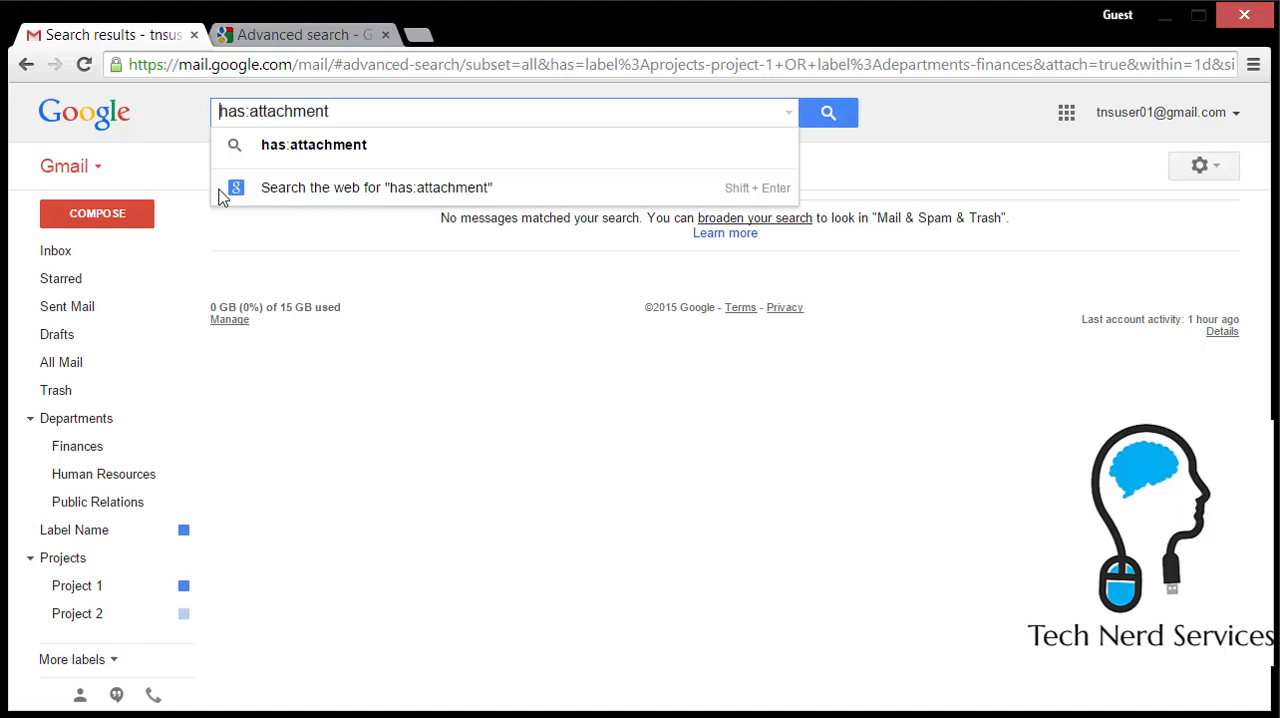 Guest
Search results - tnsus
Advanced search - G
https://mail.google.com/mail/#advanced-search/subset=all&has=label%3Aprojects-project-1+OR+label%3Adepartments-finances&attach=true&within=1d&si
Google
has:attachment
tnsuser01@gmail.com
has:attachment
Gmail
Search the web for "has:attachment"
Shift + Enter
COMPOSE
No messages matched your search. You can broaden your search to look in "Mail & Spam & Trash".
Learn more
Inbox
Starred
Sent Mail
Drafts
All Mail
Trash
Departments
Finances
Human Resources
Public Relations
Label Name
Projects
Project 1
Project 2
More labels
0 GB (0%) of 15 GB used
Manage
©2015 Google - Terms - Privacy
Last account activity: 1 hour ago
Details
Tech Nerd Services